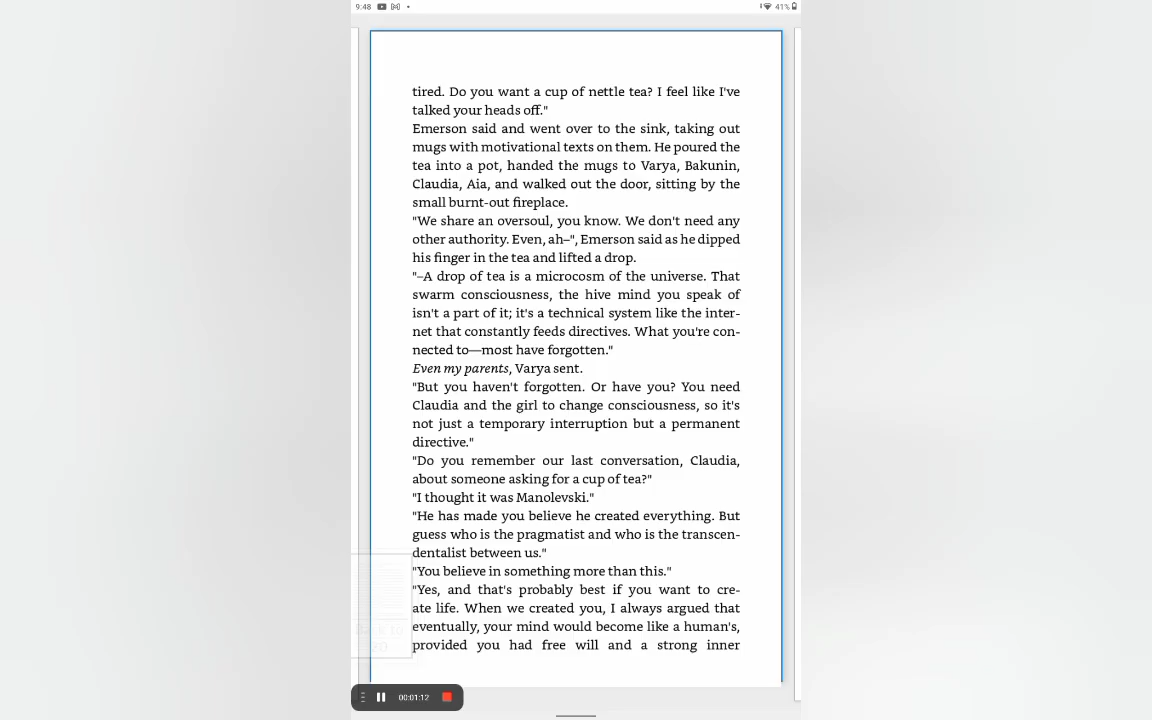 9:48
41%
tired. Do you want a cup of nettle tea? I feel like I've
talked your heads off."
Emerson said and went over to the sink, taking out
mugs with motivational texts on them. He poured the
tea into a pot, handed the mugs to Varya, Bakunin,
Claudia, Aia, and walked out the door, sitting by the
small burnt-out fireplace.
"We share an oversoul, you know. We don't need any
other authority. Even, ah–", Emerson said as he dipped
his finger in the tea and lifted a drop.
"–A drop of tea is a microcosm of the universe. That
swarm consciousness, the hive mind you speak of
isn't a part of it; it's a technical system like the inter-
net that constantly feeds directives. What you're con-
nected to—most have forgotten."
Even my parents, Varya sent.
"But you haven't forgotten. Or have you? You need
Claudia and the girl to change consciousness, so it's
not just a temporary interruption but a permanent
directive."
"Do you remember our last conversation, Claudia,
about someone asking for a cup of tea?"
"I thought it was Manolevski."
"He has made you believe he created everything. But
guess who is the pragmatist and who is the transcen-
dentalist between us."
"You believe in something more than this."
"Yes, and that's probably best if you want to cre-
ate life. When we created you, I always argued that
eventually, your mind would become like a human's,
provided you had free will and a strong inner
00:01:12